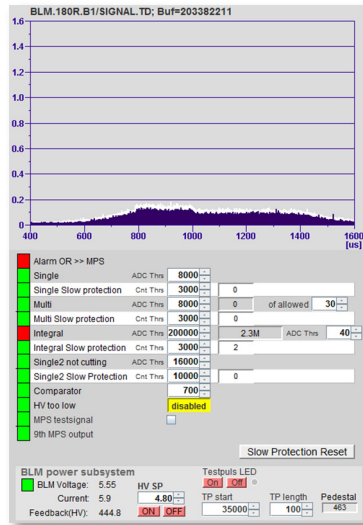 BLM.180R.B1/SIGNAL.TD; Buf=203382211
1.6
1.4
1.2
1.0
0.8
0.6
0.4
0.2
0
400 600 800 1000 1200 1400 1600
[us]
Alarm OR >> MPS
Single ADC Thrs 8000
Single Slow protection Cnt Thrs 3000 0
Multi ADC Thrs 8000 0 of allowed 30
Multi Slow protection Cnt Thrs 3000 0
Integral ADC Thrs 200000 2.3M ADC Thrs 40
Integral Slow protection Cnt Thrs 3000 2
Single2 not cutting ADC Thrs 16000
Single2 Slow Protection Cnt Thrs 10000 0
Comparator 700
HV too low disabled
MPS testsignal
9th MPS output
Slow Protection Reset
BLM power subsystem Testpuls LED
BLM Voltage: 5.55 HV SP On Off
Current: 5.9 4.80 TP start TP length Pedestal
Feedback(HV): 444.8 ON OFF 35000 100 463